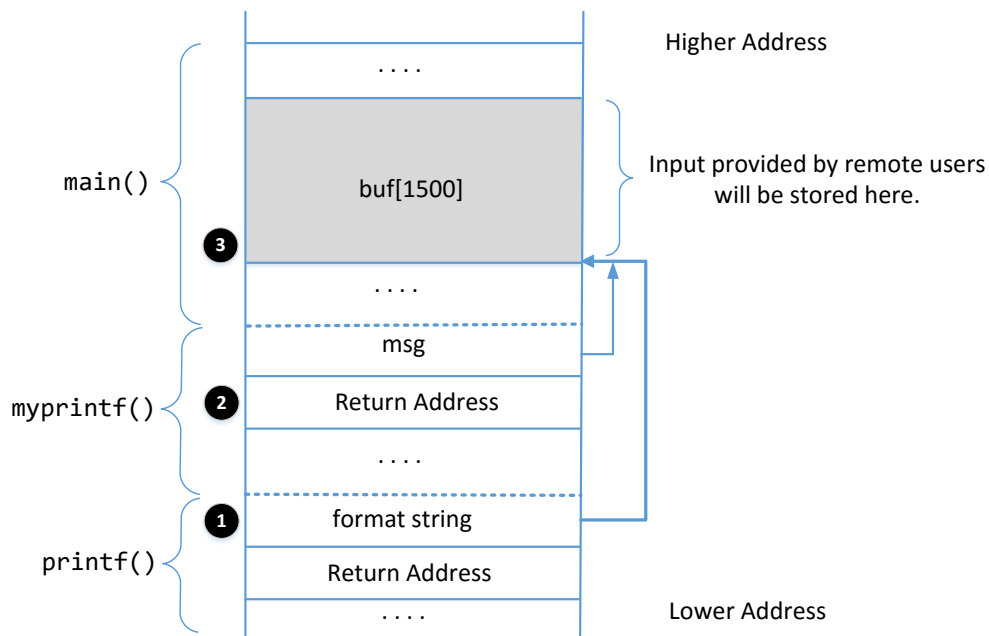 Higher Address
. . . .
main()
buf[1500]
Input provided by remote users
will be stored here.
3
. . . .
msg
myprintf()
2
Return Address
. . . .
1
format string
printf()
Return Address
. . . .
Lower Address